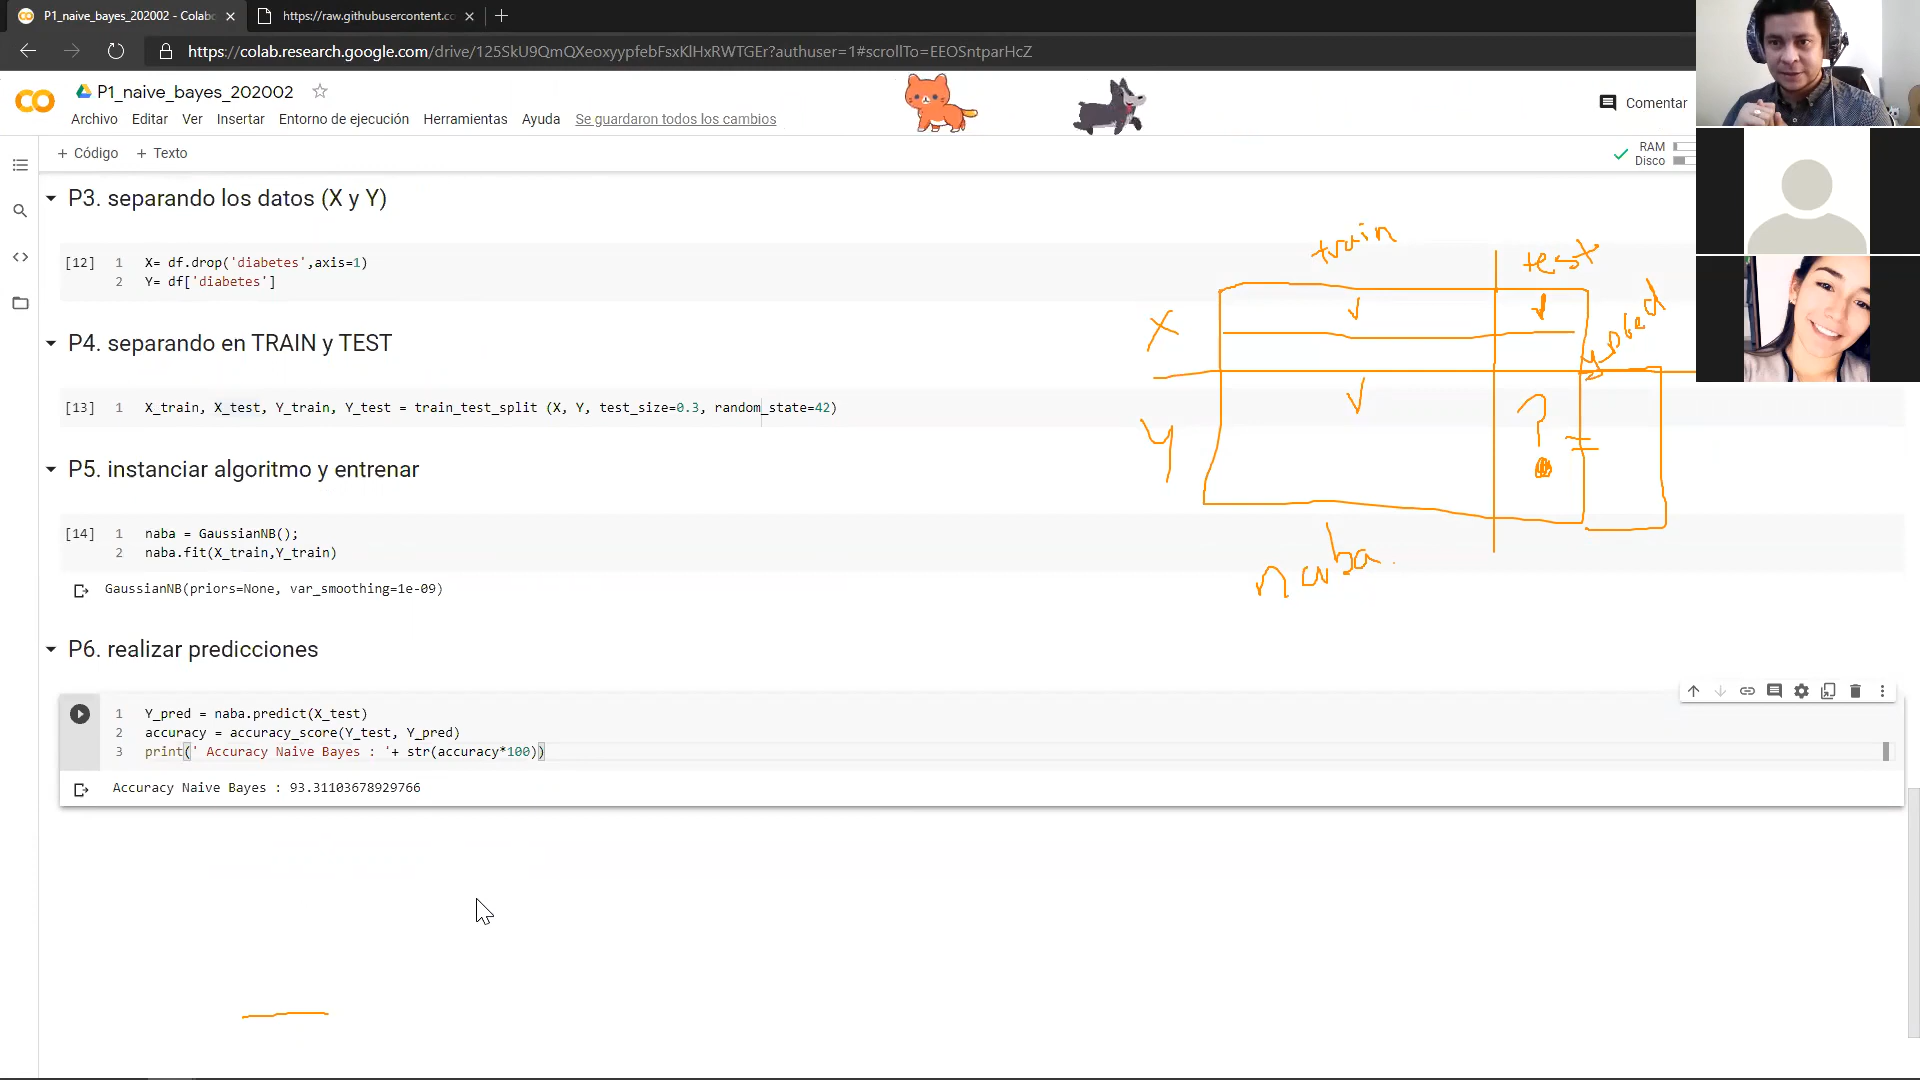 P1_naive_bayes_202002 - Colabo
https://raw.githubusercontent.co
https://colab.research.google.com/drive/125SkU9QmQXeoxyypfebFsxKlHxRWTGEr?authuser=1#scrollTo=EEOSntparHcZ
P1_naive_bayes_202002
Comentar
Archivo Editar Ver Insertar Entorno de ejecución Herramientas Ayuda Se guardaron todos los cambios
+ Código + Texto
RAM
Disco
P3. separando los datos (X y Y)
[12] 1 X= df.drop('diabetes',axis=1)
2 Y= df['diabetes']
P4. separando en TRAIN y TEST
[13] 1 X_train, X_test, Y_train, Y_test = train_test_split (X, Y, test_size=0.3, random_state=42)
P5. instanciar algoritmo y entrenar
[14] 1 naba = GaussianNB();
2 naba.fit(X_train,Y_train)
GaussianNB(priors=None, var_smoothing=1e-09)
P6. realizar predicciones
1 Y_pred = naba.predict(X_test)
2 accuracy = accuracy_score(Y_test, Y_pred)
3 print(' Accuracy Naive Bayes : '+ str(accuracy*100))
Accuracy Naive Bayes : 93.31103678929766
train
test
X
y_pred
Y
?
=
naba